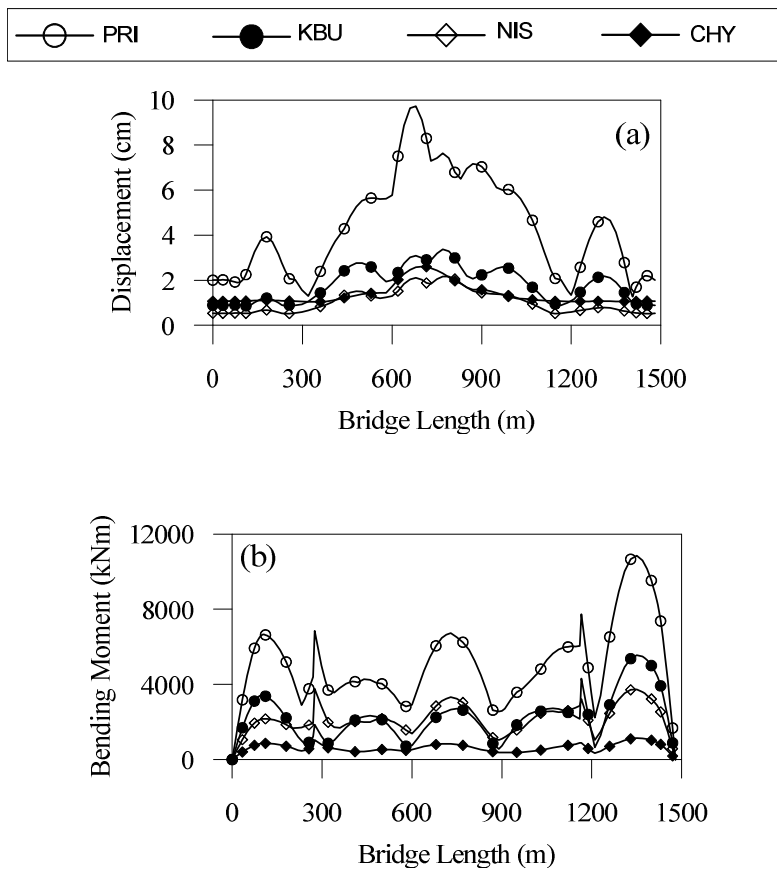 PRI KBU NIS CHY
(a)
Displacement (cm)
10
8
6
4
2
0
0 300 600 900 1200 1500
Bridge Length (m)
(b)
Bending Moment (kNm)
12000
8000
4000
0
0 300 600 900 1200 1500
Bridge Length (m)